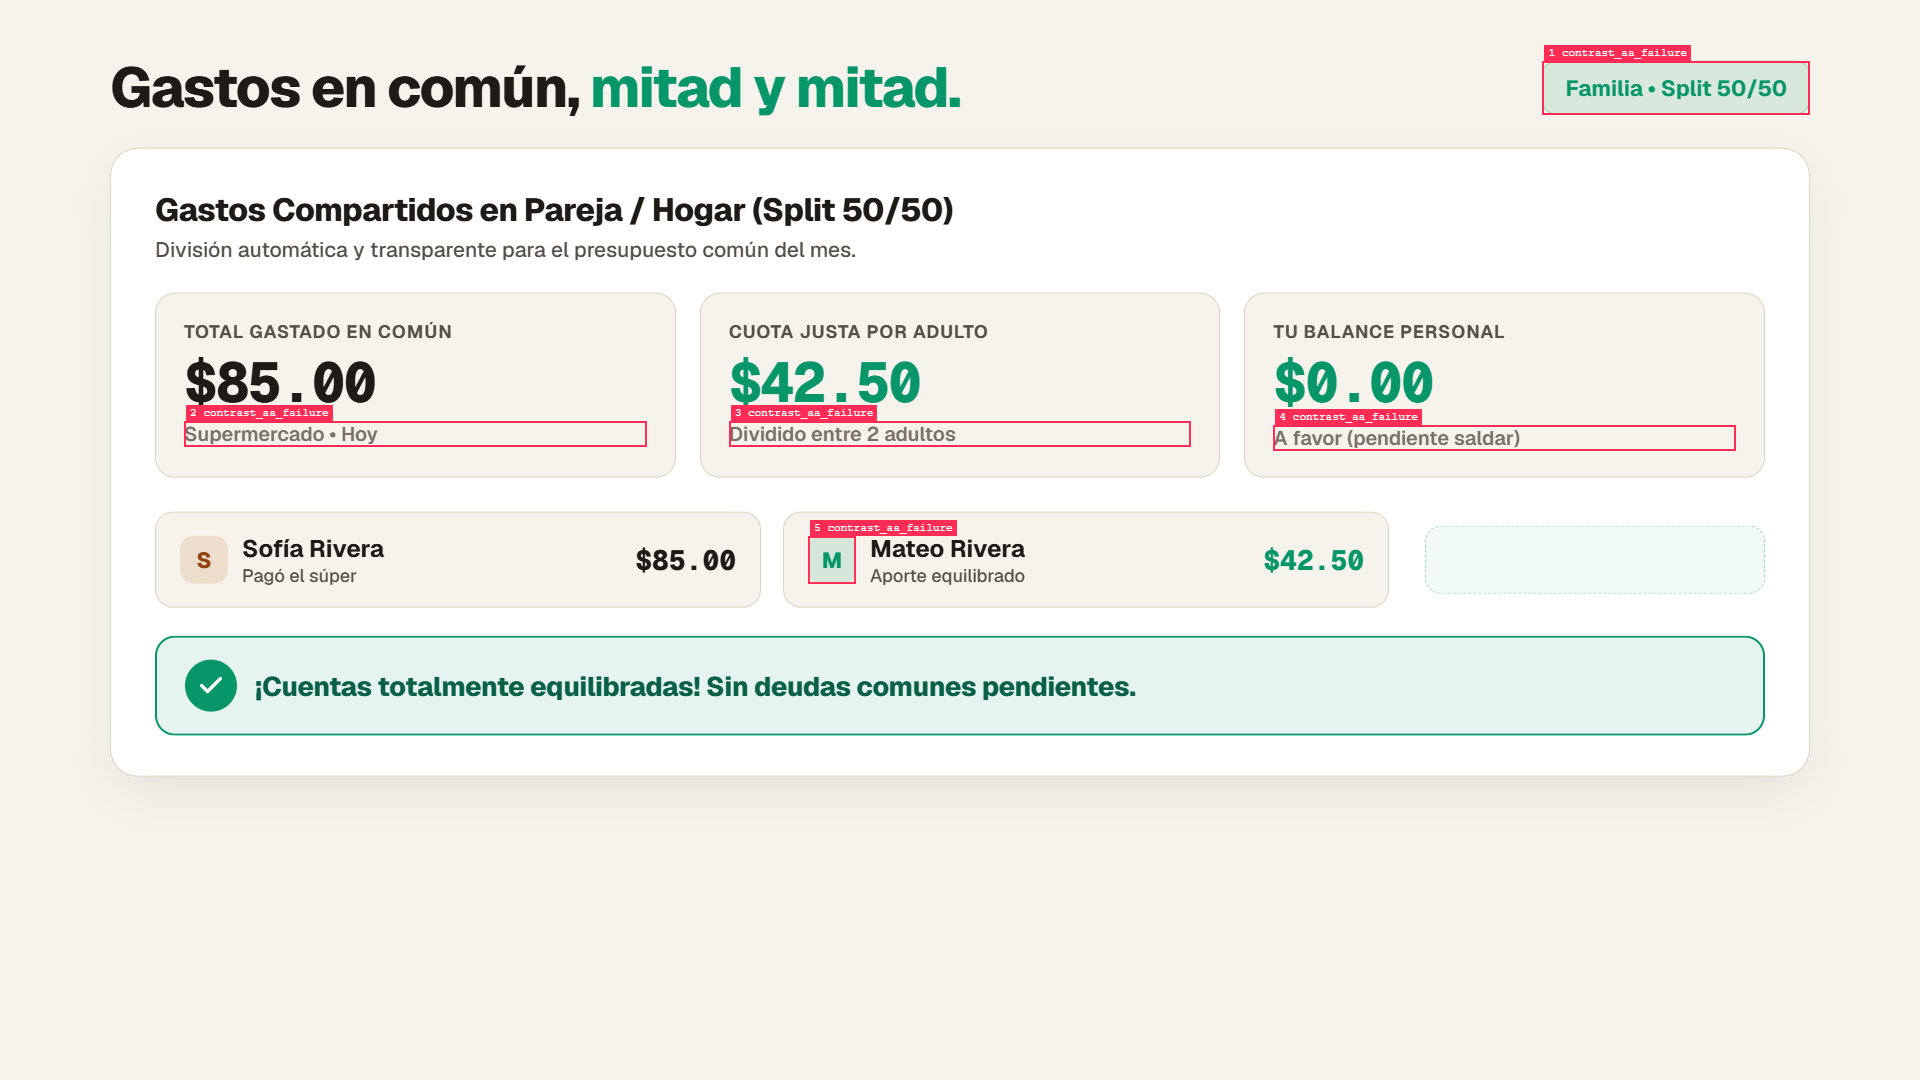 Gastos en común, mitad y mitad.
1 contrast_aa_failure
Familia • Split 50/50
Gastos Compartidos en Pareja / Hogar (Split 50/50)
División automática y transparente para el presupuesto común del mes.
TOTAL GASTADO EN COMÚN
$85.00
2 contrast_aa_failure
Supermercado • Hoy
CUOTA JUSTA POR ADULTO
$42.50
3 contrast_aa_failure
Dividido entre 2 adultos
TU BALANCE PERSONAL
$0.00
4 contrast_aa_failure
A favor (pendiente saldar)
S
Sofía Rivera
Pagó el súper
$85.00
5 contrast_aa_failure
M
Mateo Rivera
Aporte equilibrado
$42.50
¡Cuentas totalmente equilibradas! Sin deudas comunes pendientes.